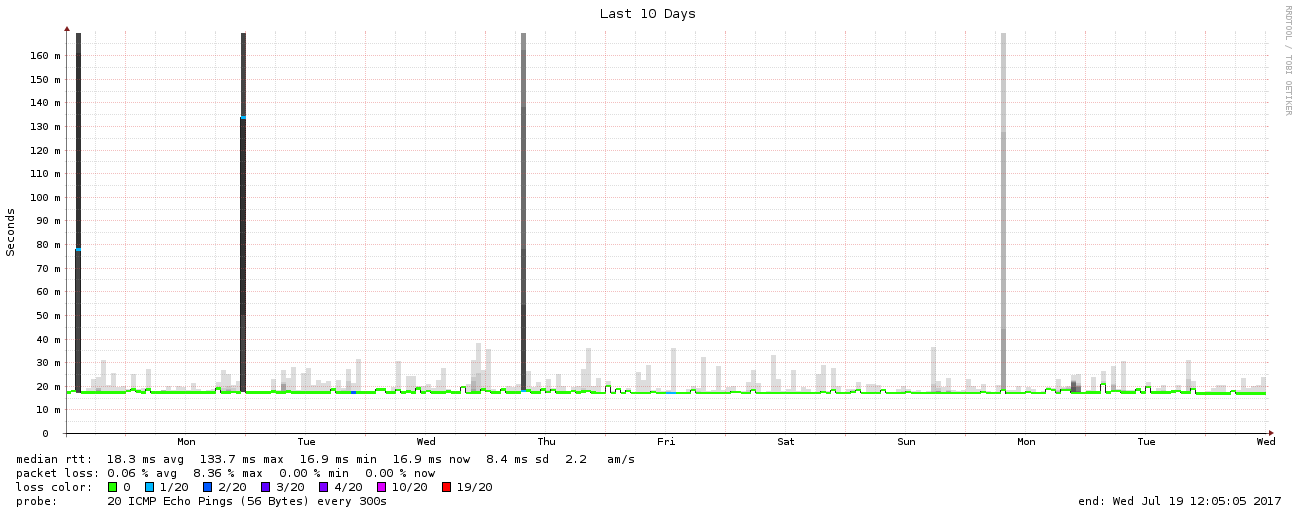 Last 10 Days
RRDTOOL / TOBI OETIKER
Seconds
160 m
150 m
140 m
130 m
120 m
110 m
100 m
90 m
80 m
70 m
60 m
50 m
40 m
30 m
20 m
10 m
0
Mon Tue Wed Thu Fri Sat Sun Mon Tue Wed
median rtt: 18.3 ms avg 133.7 ms max 16.9 ms min 16.9 ms now 8.4 ms sd 2.2 am/s
packet loss: 0.06 % avg 8.36 % max 0.00 % min 0.00 % now
loss color: 0 1/20 2/20 3/20 4/20 10/20 19/20
probe: 20 ICMP Echo Pings (56 Bytes) every 300s end: Wed Jul 19 12:05:05 2017